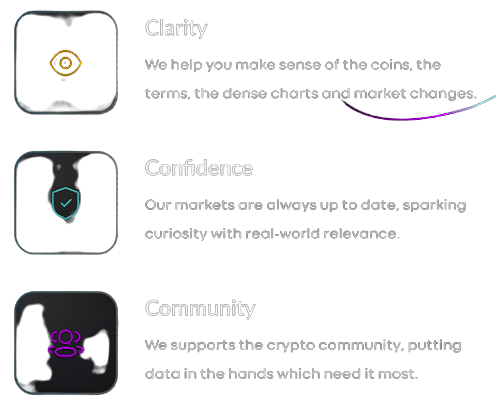 Clarity
We help you make sense of the coins, the
terms, the dense charts and market changes.
Confidence
Our markets are always up to date, sparking
curiosity with real-world relevance.
Community
We supports the crypto community, putting
data in the hands which need it most.